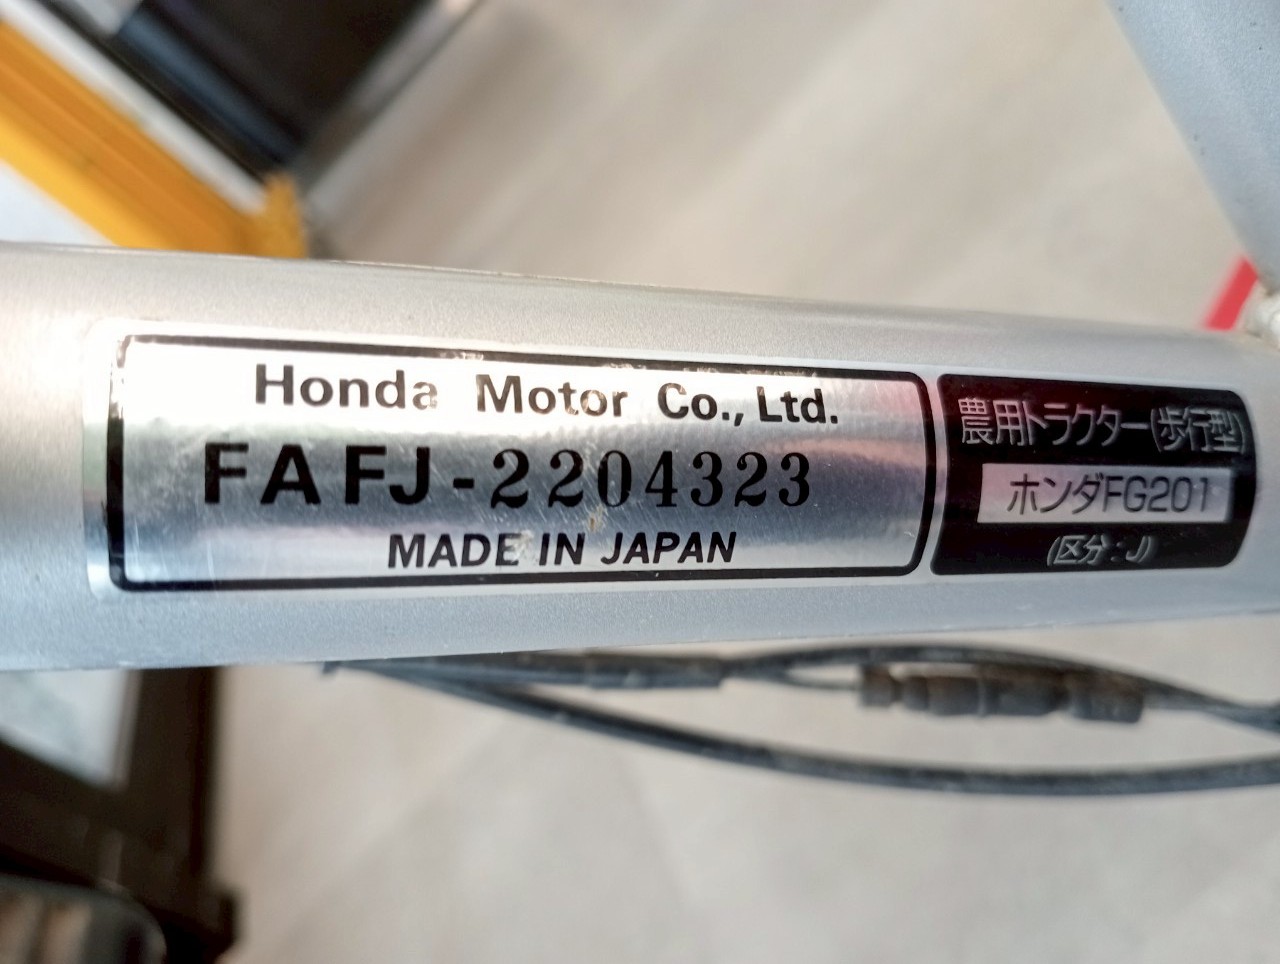 Honda Motor Co., Ltd.
FAFJ-2204323
MADE IN JAPAN
農用トラクター(歩行型)
ホンダFG201
(区分:J)